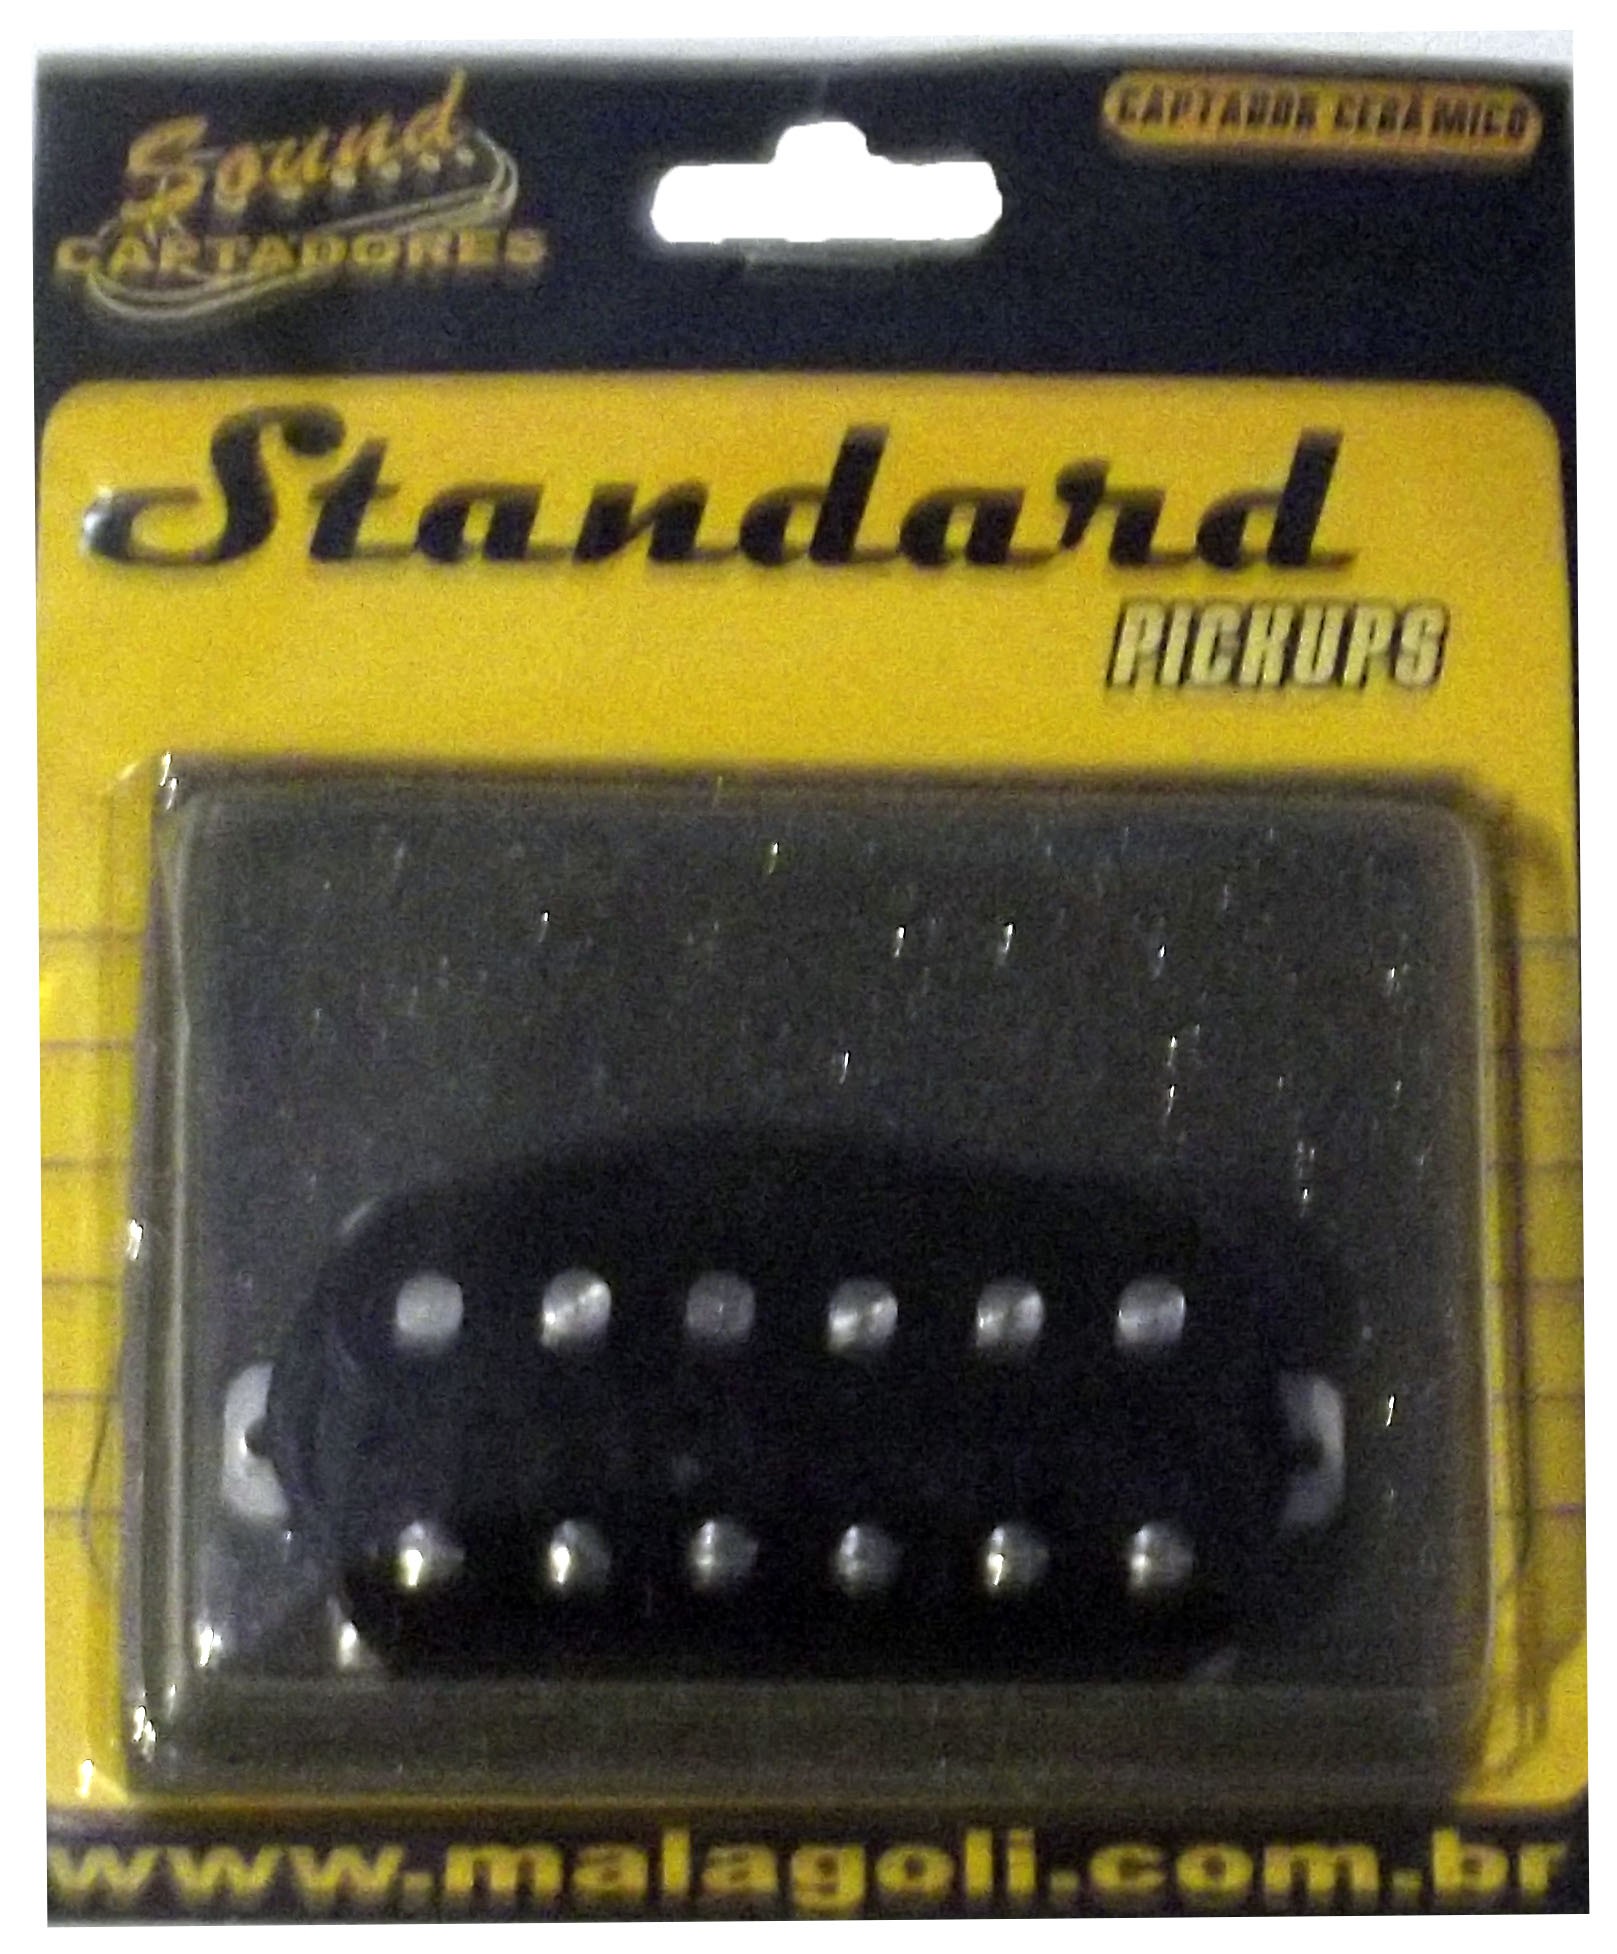 Sound
CAPTADORES
CAPTADOR CERÂMICO
Standard
PICKUPS
www.malagoli.com.br